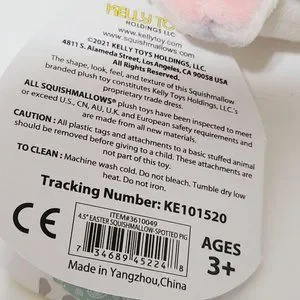 KELLY TOY
HOLDINGS LLC
www.squishmallows.com
©2021 KELLY TOYS HOLDINGS, LLC.
4811 S. Alameda Street, Los Angeles, CA 90058 USA
All Rights Reserved.
The shape, look, feel, and texture of this Squishmallow
branded plush toy constitutes Kelly Toys Holdings, LLC.'s
proprietary trade dress.
ALL SQUISHMALLOWS® plush toys have been inspected to meet
or exceed U.S., CN, AU, U.K. and European safety requirements and
are made from all new materials.
CAUTION : All plastic tags and attachments to a basic stuffed animal
should be removed before giving to a child. These attachments are
not part of this toy.
TO CLEAN : Machine wash cold. Do not bleach. Tumble dry low
heat. Do not iron.
Tracking Number: KE101520
CE
ITEM#3610049
4.5" EASTER SQUISHMALLOW-SPOTTED PIG
7 34689 45224 8
AGES
3+
Made in Yangzhou,China